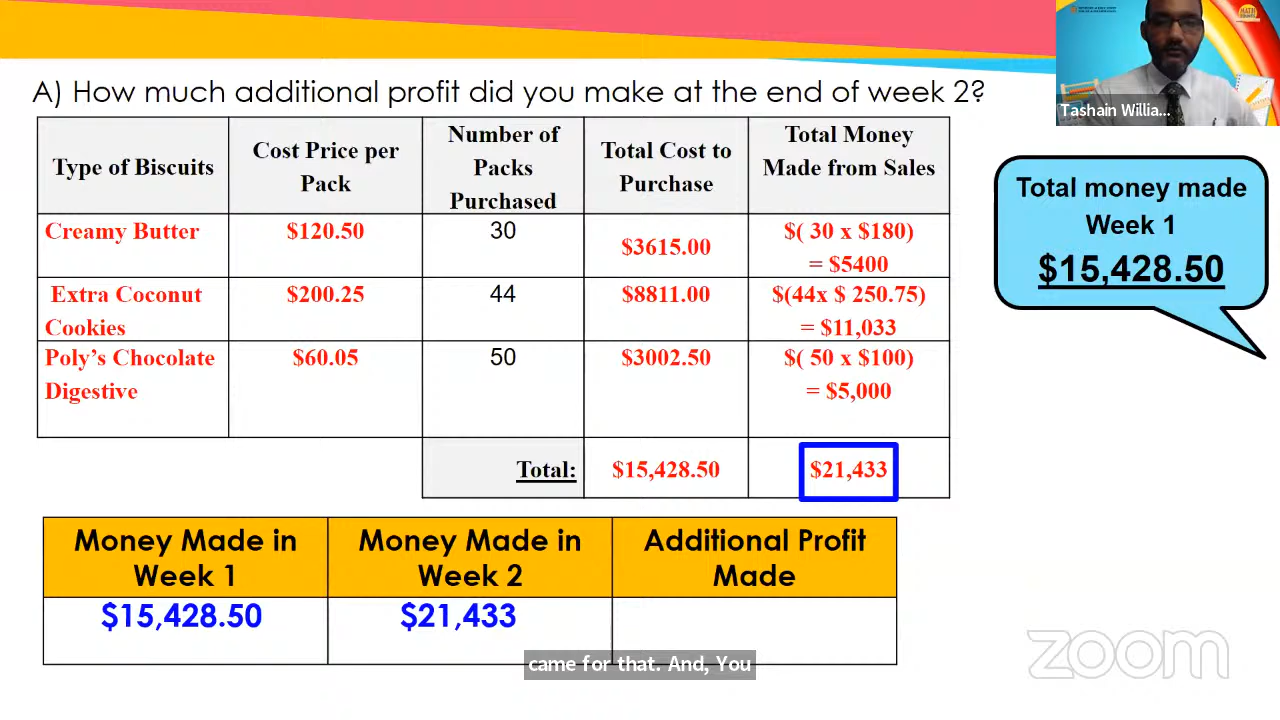 A) How much additional profit did you make at the end of week 2?
Tashain Willia...
Type of Biscuits
Cost Price per
Pack
Number of
Packs
Purchased
Total Cost to
Purchase
Total Money
Made from Sales
Creamy Butter
$120.50
30
$3615.00
$( 30 x $180)
= $5400
Extra Coconut
Cookies
$200.25
44
$8811.00
$(44x $ 250.75)
= $11,033
Poly's Chocolate
Digestive
$60.05
50
$3002.50
$( 50 x $100)
= $5,000
Total:
$15,428.50
$21,433
Total money made
Week 1
$15,428.50
Money Made in
Week 1
Money Made in
Week 2
Additional Profit
Made
$15,428.50
$21,433
came for that. And, You
zoom